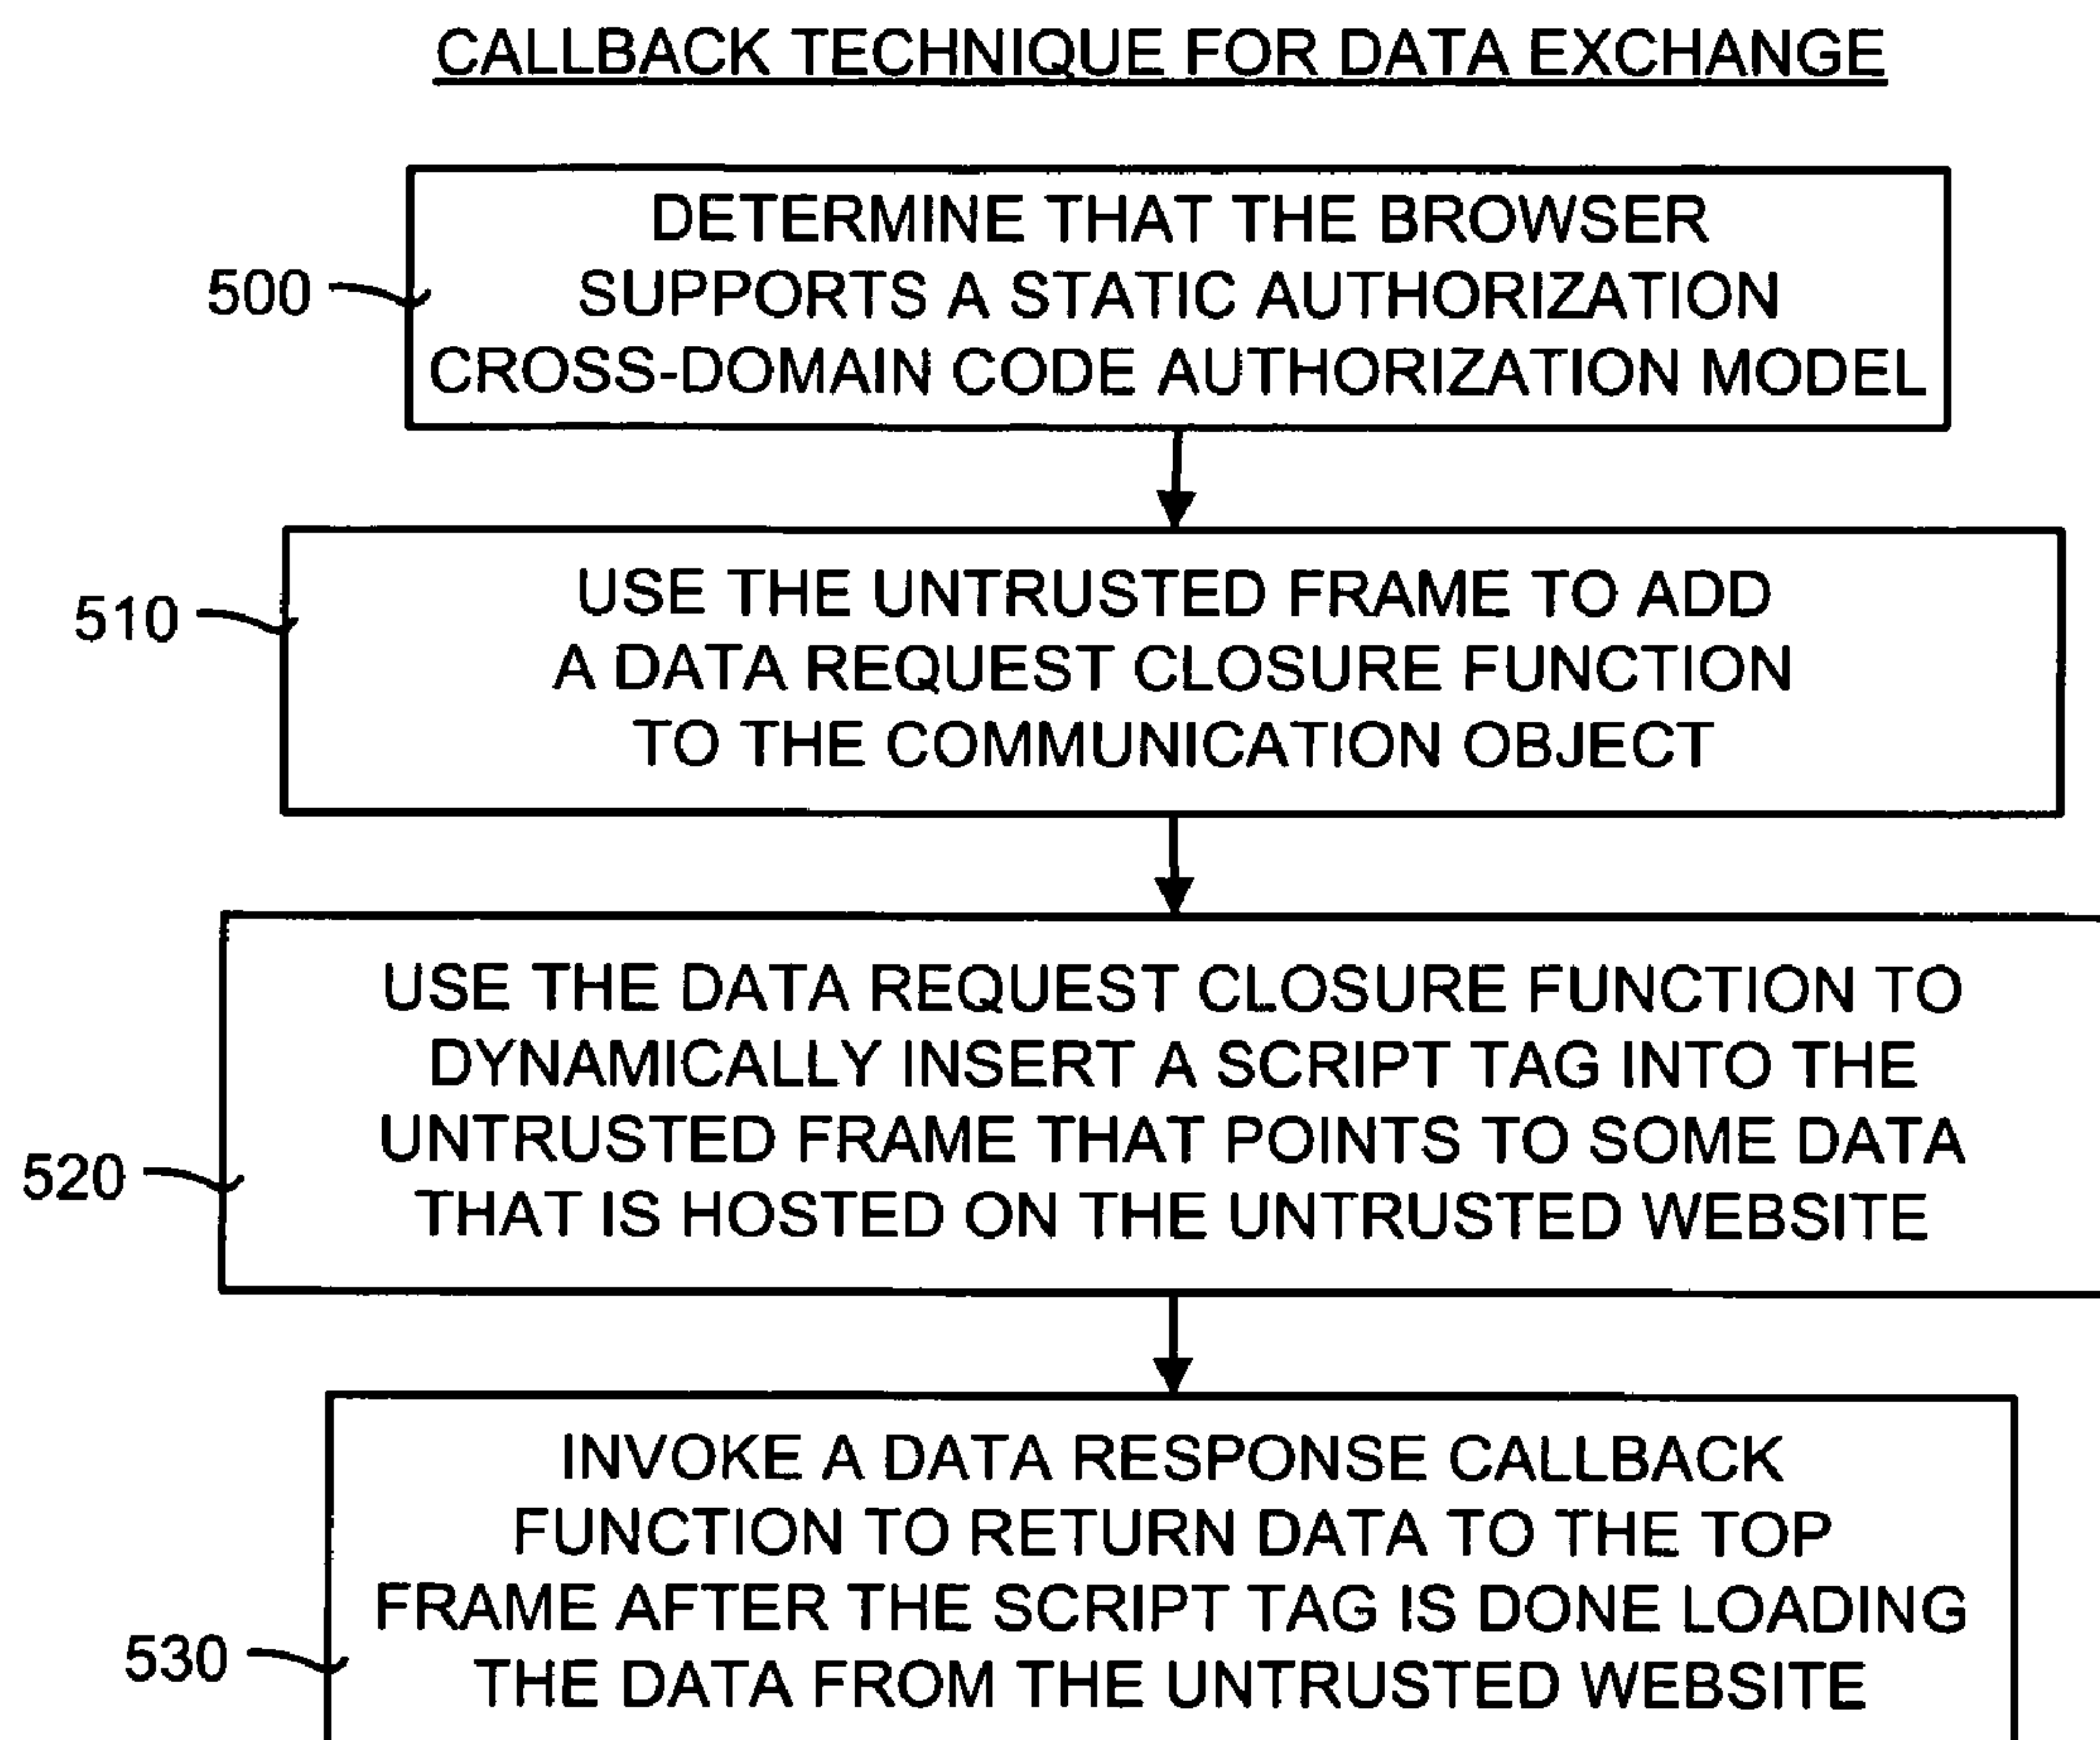 CALLBACK TECHNIQUE FOR DATA EXCHANGE
500
DETERMINE THAT THE BROWSER
SUPPORTS A STATIC AUTHORIZATION
CROSS-DOMAIN CODE AUTHORIZATION MODEL
510
USE THE UNTRUSTED FRAME TO ADD
A DATA REQUEST CLOSURE FUNCTION
TO THE COMMUNICATION OBJECT
520
USE THE DATA REQUEST CLOSURE FUNCTION TO
DYNAMICALLY INSERT A SCRIPT TAG INTO THE
UNTRUSTED FRAME THAT POINTS TO SOME DATA
THAT IS HOSTED ON THE UNTRUSTED WEBSITE
530
INVOKE A DATA RESPONSE CALLBACK
FUNCTION TO RETURN DATA TO THE TOP
FRAME AFTER THE SCRIPT TAG IS DONE LOADING
THE DATA FROM THE UNTRUSTED WEBSITE